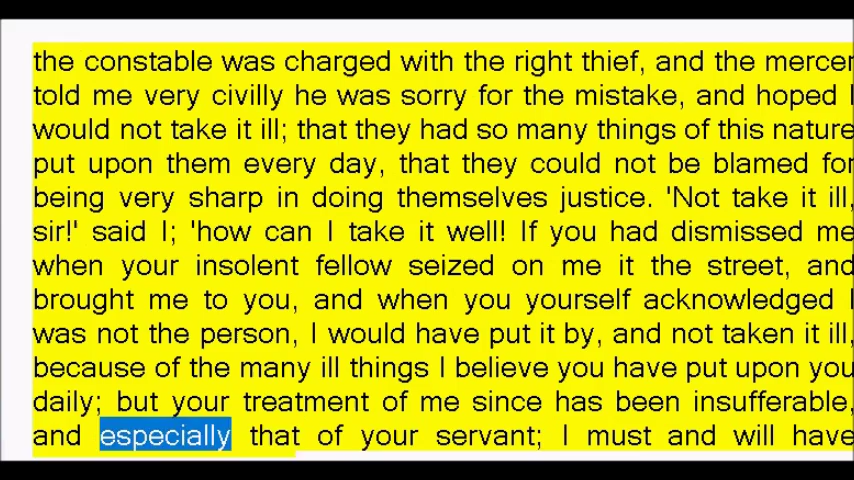 the constable was charged with the right thief, and the mercer
told me very civilly he was sorry for the mistake, and hoped I
would not take it ill; that they had so many things of this nature
put upon them every day, that they could not be blamed for
being very sharp in doing themselves justice. 'Not take it ill,
sir!' said I; 'how can I take it well! If you had dismissed me
when your insolent fellow seized on me it the street, and
brought me to you, and when you yourself acknowledged I
was not the person, I would have put it by, and not taken it ill,
because of the many ill things I believe you have put upon you
daily; but your treatment of me since has been insufferable,
and especially that of your servant; I must and will have